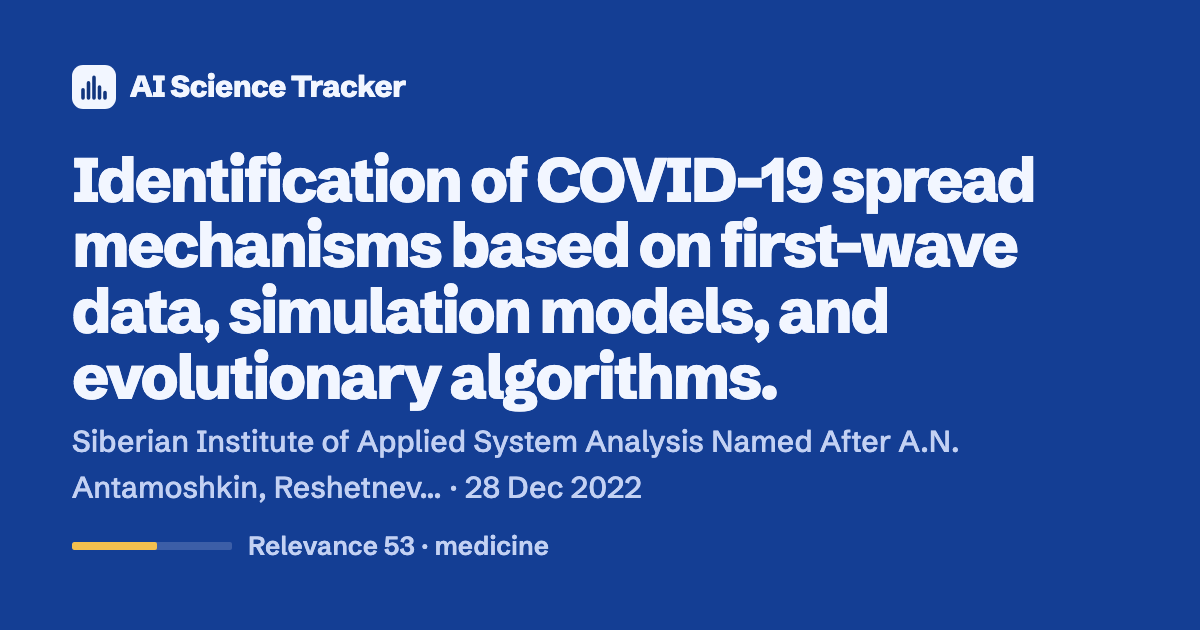 AI Science Tracker
Identification of COVID-19 spread
mechanisms based on first-wave
data, simulation models, and
evolutionary algorithms.
Siberian Institute of Applied System Analysis Named After A.N.
Antamoshkin, Reshetnev... · 28 Dec 2022
Relevance 53 · medicine